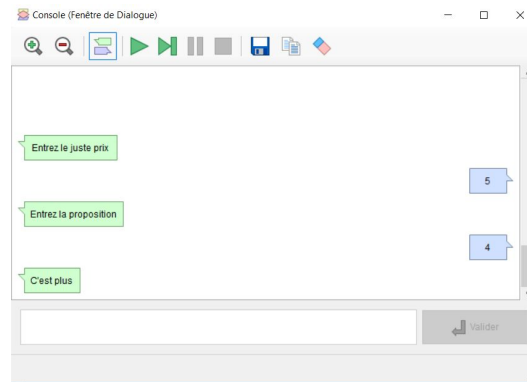 Console (Fenêtre de Dialogue)
Entrez le juste prix
5
Entrez la proposition
4
C'est plus
Valider